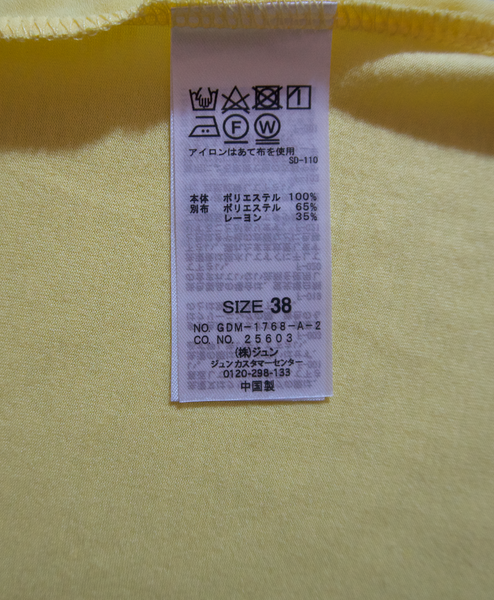 F W
アイロンはあて布を使用
SD-110
本体 ポリエステル 100%
別布 ポリエステル 65%
レーヨン 35%
SIZE 38
NO. GDM-1768-A-2
CO. NO. 25603
(株)ジュン
ジュンカスタマーセンター
0120-298-133
中国製